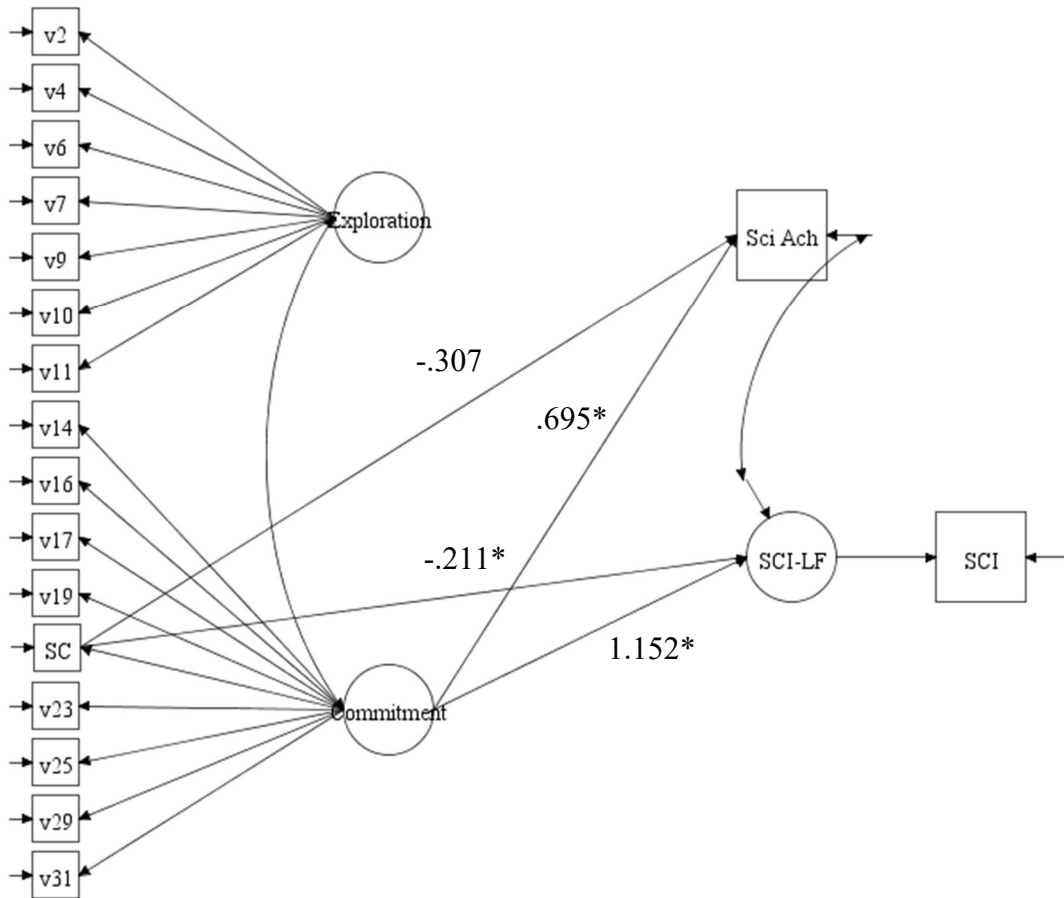 v2
v4
v6
v7
v9
v10
v11
v14
v16
v17
v19
SC
v23
v25
v29
v31
Exploration
Commitment
-.307
.695*
-.211*
1.152*
Sci Ach
SCI-LF
SCI